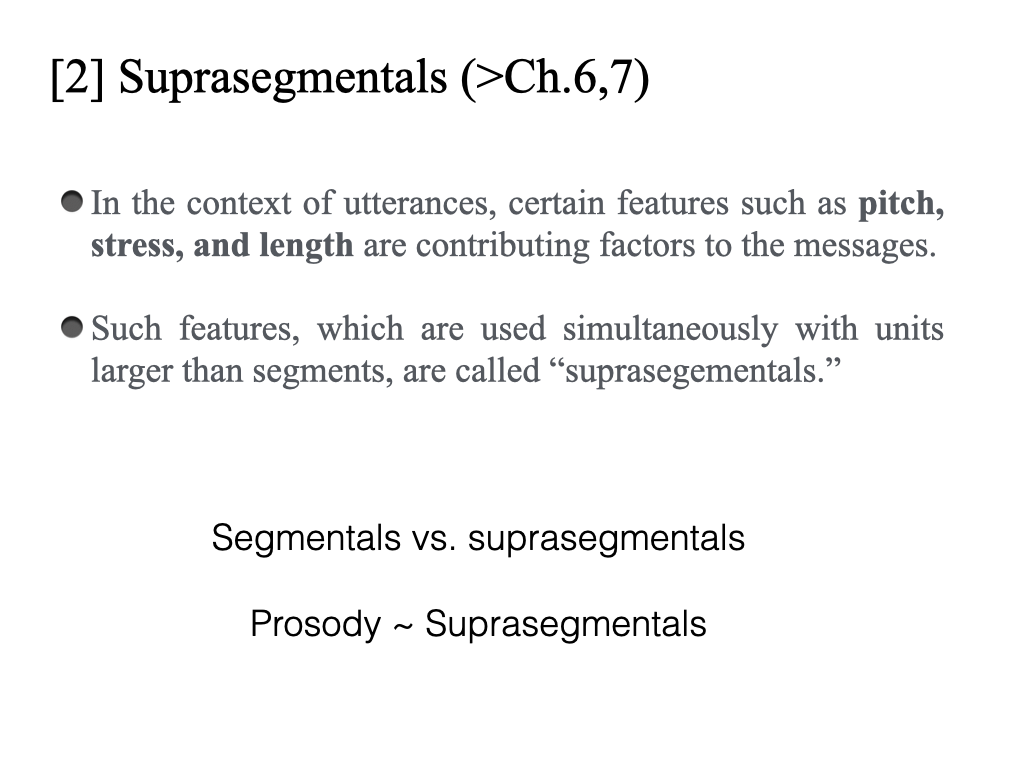 [2] Suprasegmentals (>Ch.6,7)
In the context of utterances, certain features such as pitch,
stress, and length are contributing factors to the messages.
Such features, which are used simultaneously with units
larger than segments, are called “suprasegementals.”
Segmentals vs. suprasegmentals
Prosody ~ Suprasegmentals